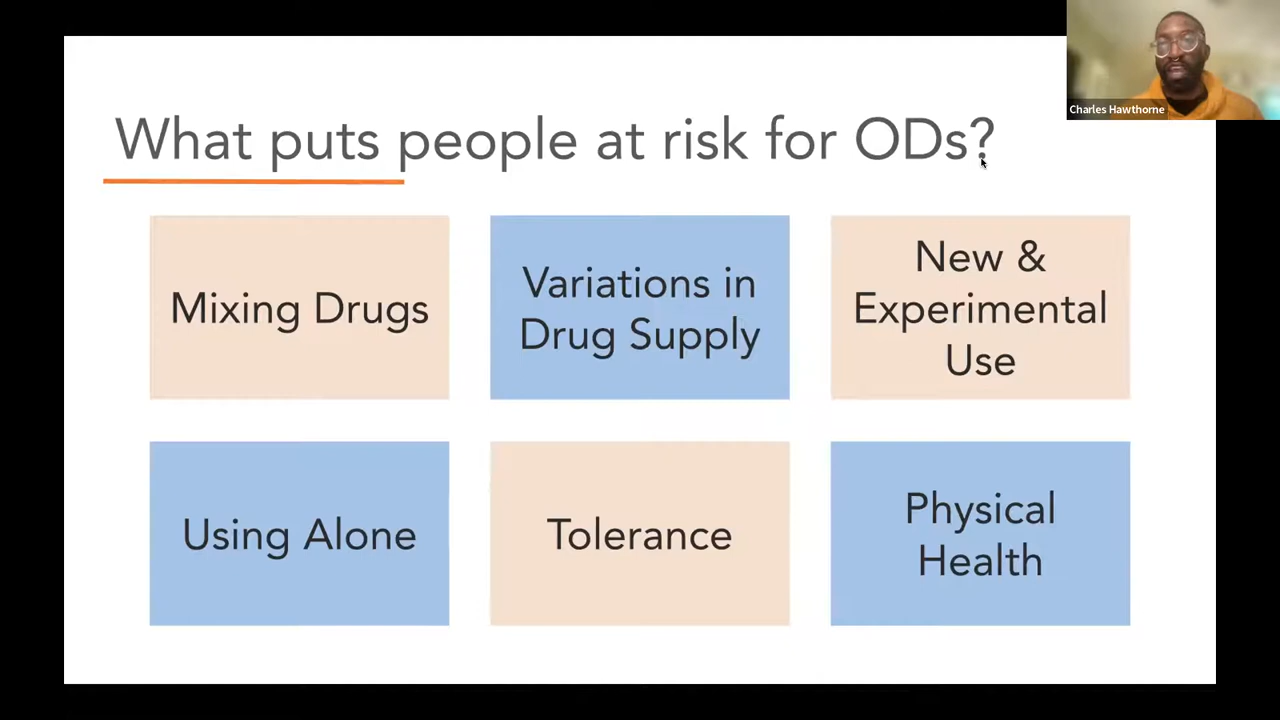 Charles Hawthorne
What puts people at risk for ODs?
Mixing Drugs
Variations in
Drug Supply
New &
Experimental
Use
Using Alone
Tolerance
Physical
Health